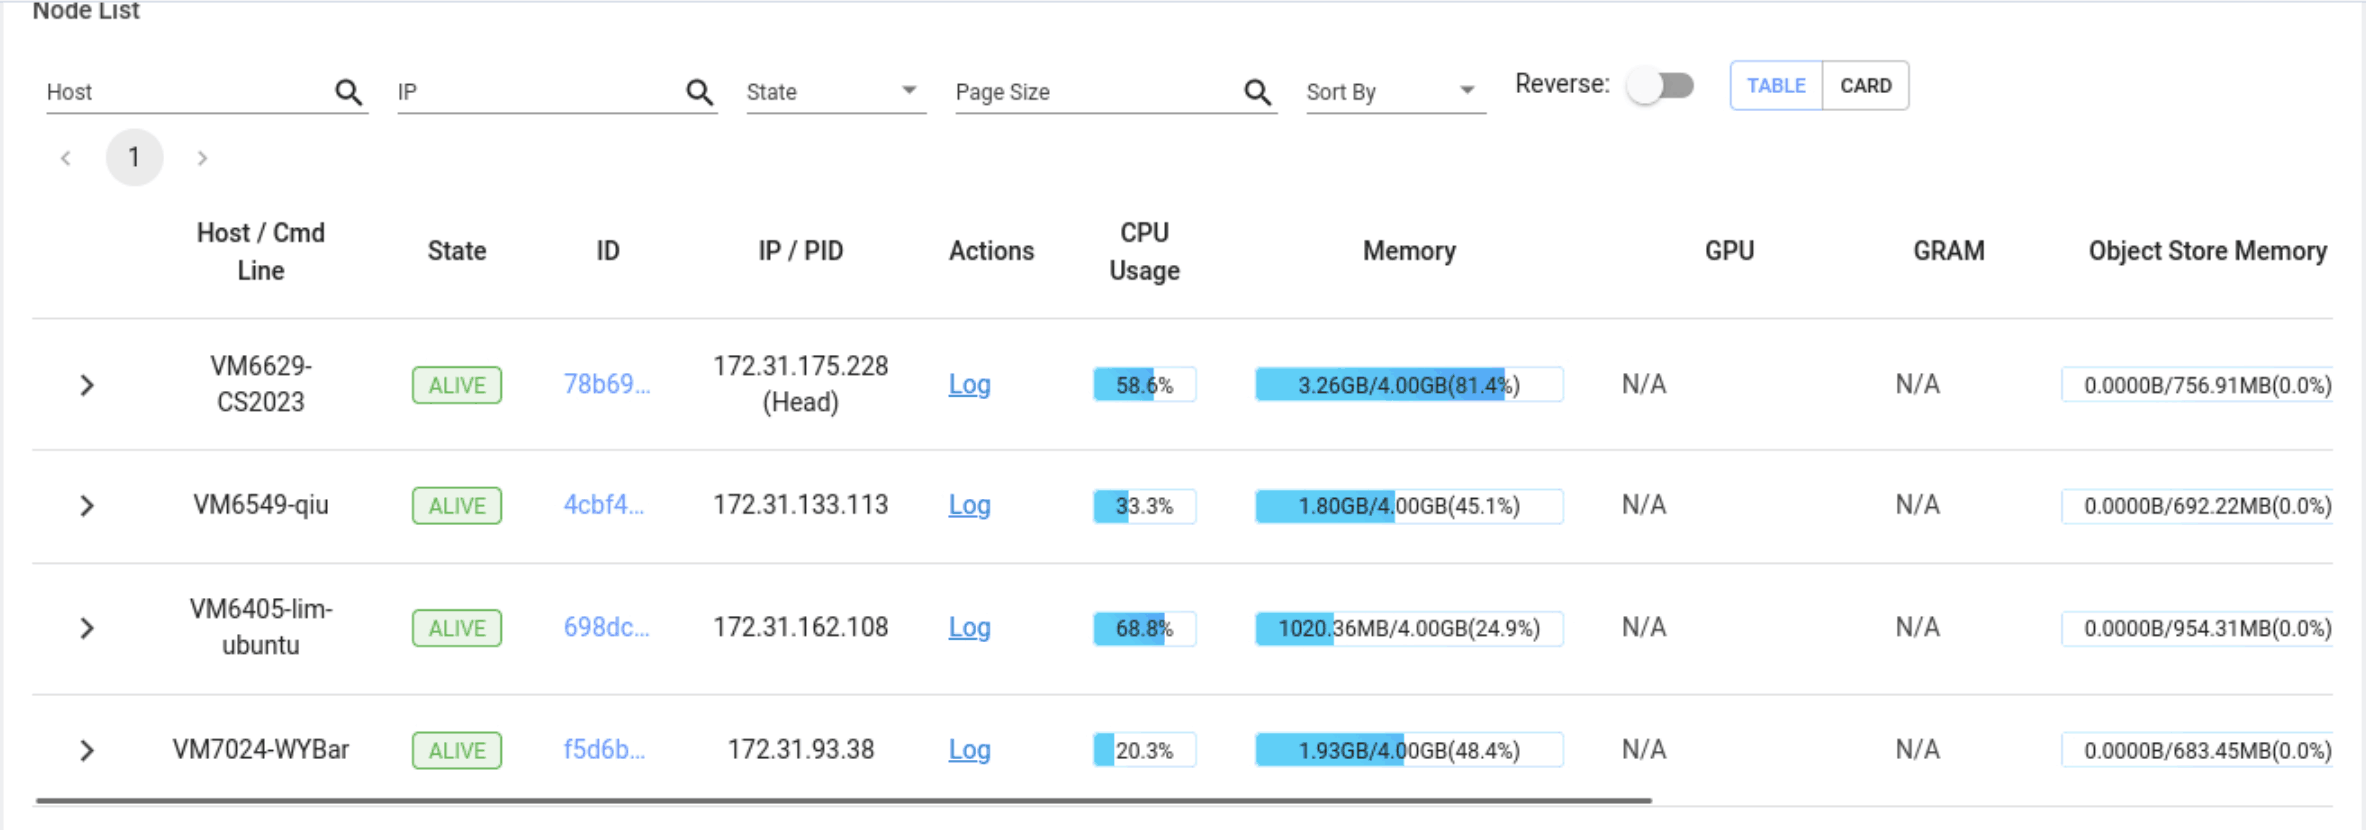 Node List
Host IP State Page Size Sort By Reverse: TABLE CARD
1
Host / Cmd Line State ID IP / PID Actions CPU Usage Memory GPU GRAM Object Store Memory
VM6629-CS2023 ALIVE 78b69... 172.31.175.228 (Head) Log 58.6% 3.26GB/4.00GB(81.4%) N/A N/A 0.0000B/756.91MB(0.0%)
VM6549-qiu ALIVE 4cbf4... 172.31.133.113 Log 33.3% 1.80GB/4.00GB(45.1%) N/A N/A 0.0000B/692.22MB(0.0%)
VM6405-lim-ubuntu ALIVE 698dc... 172.31.162.108 Log 68.8% 1020.36MB/4.00GB(24.9%) N/A N/A 0.0000B/954.31MB(0.0%)
VM7024-WYBar ALIVE f5d6b... 172.31.93.38 Log 20.3% 1.93GB/4.00GB(48.4%) N/A N/A 0.0000B/683.45MB(0.0%)